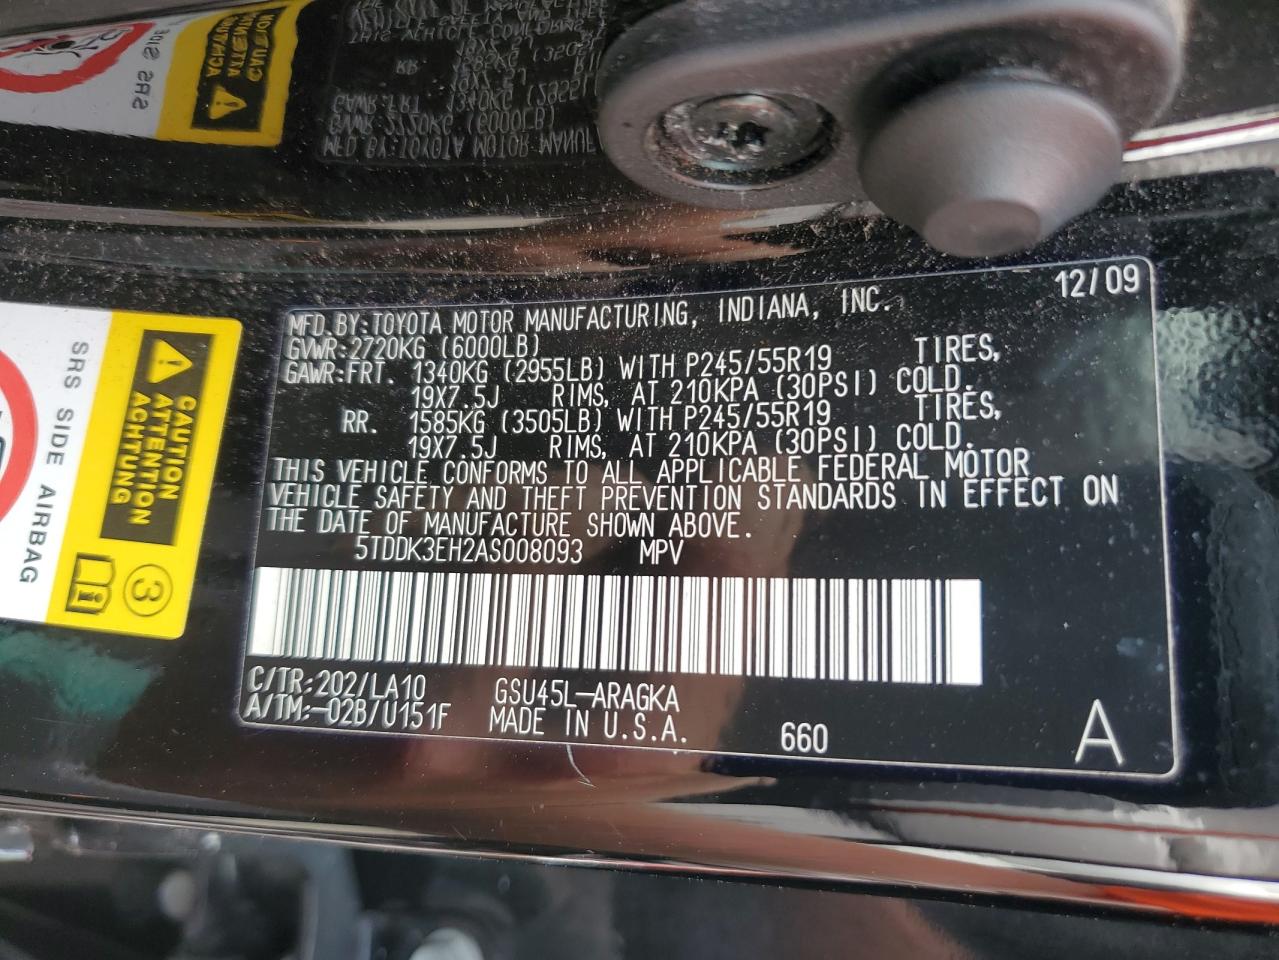 12/09
MFD.BY:TOYOTA MOTOR MANUFACTURING, INDIANA, INC.
GVWR:2720KG (6000LB)
GAWR:FRT. 1340KG (2955LB) WITH P245/55R19 TIRES,
19X7.5J RIMS, AT 210KPA (30PSI) COLD.
RR. 1585KG (3505LB) WITH P245/55R19 TIRES,
19X7.5J RIMS, AT 210KPA (30PSI) COLD.
THIS VEHICLE CONFORMS TO ALL APPLICABLE FEDERAL MOTOR
VEHICLE SAFETY AND THEFT PREVENTION STANDARDS IN EFFECT ON
THE DATE OF MANUFACTURE SHOWN ABOVE.
5TDDK3EH2AS008093 MPV
C/TR:202/LA10 GSU45L-ARAGKA
A/TM:-02B/U151F MADE IN U.S.A. 660 A
CAUTION
ATTENTION
ACHTUNG
3
SRS SIDE AIRBAG